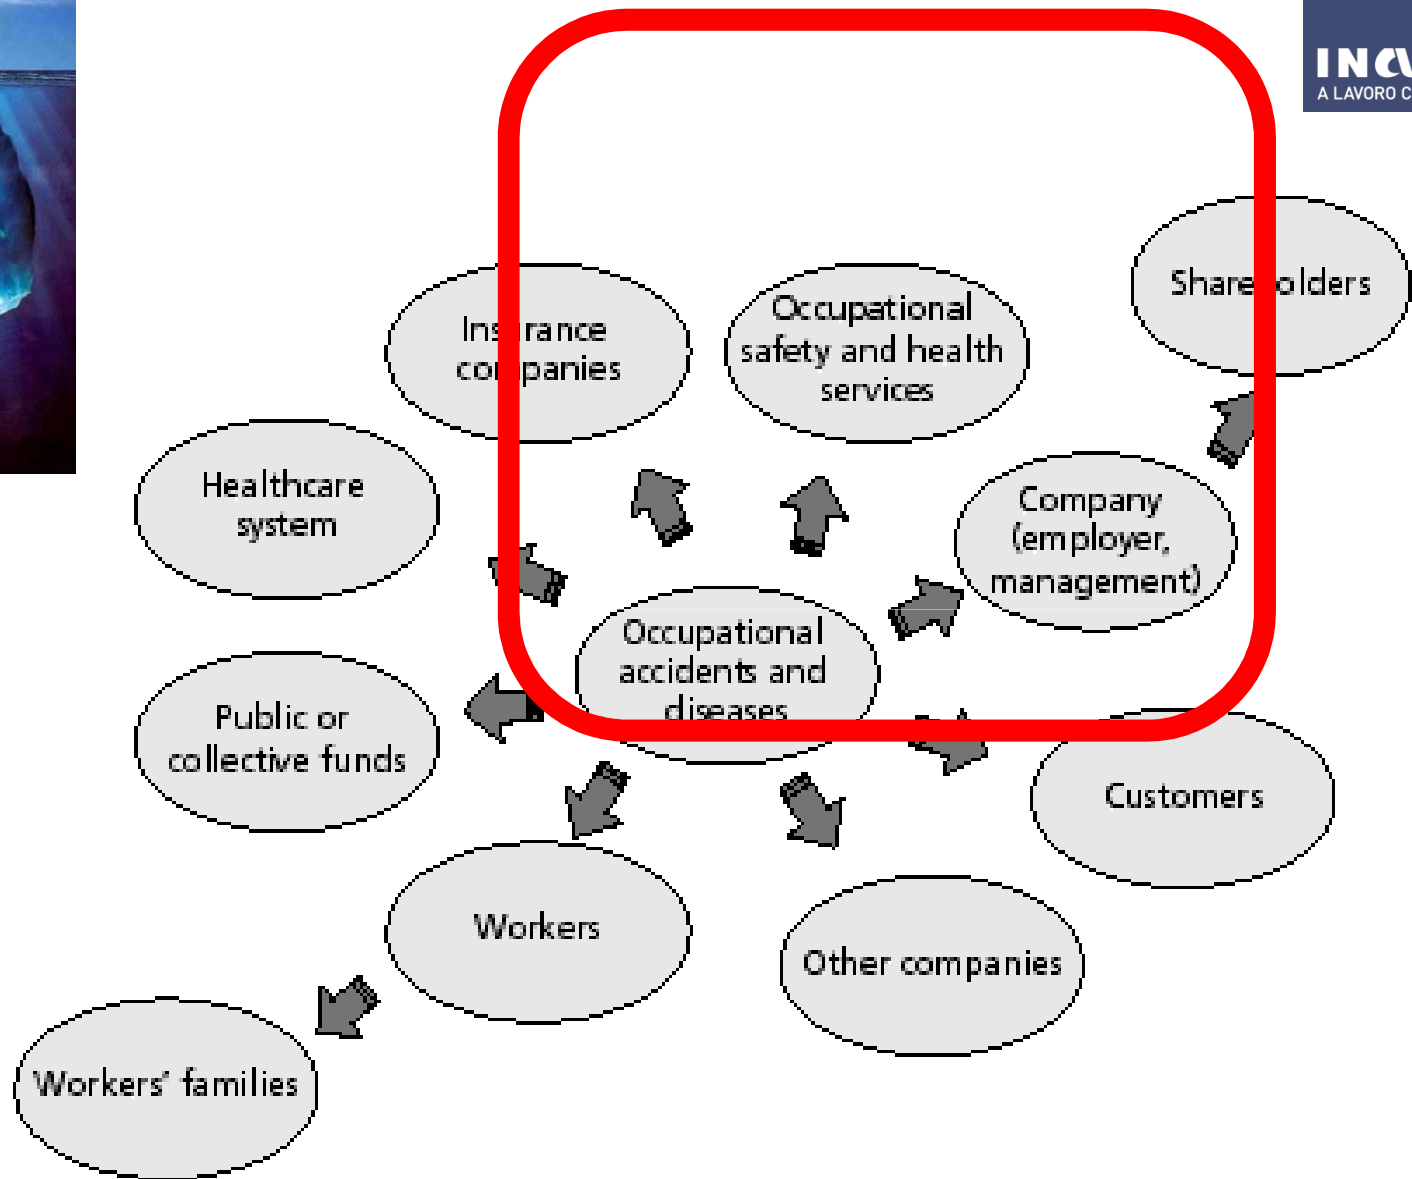 A LAVORO C
Shareholders
Insurance
companies
Occupational
safety and health
services
Healthcare
system
Company
(employer,
management)
Occupational
accidents and
diseases
Public or
collective funds
Customers
Workers
Other companies
Workers' families